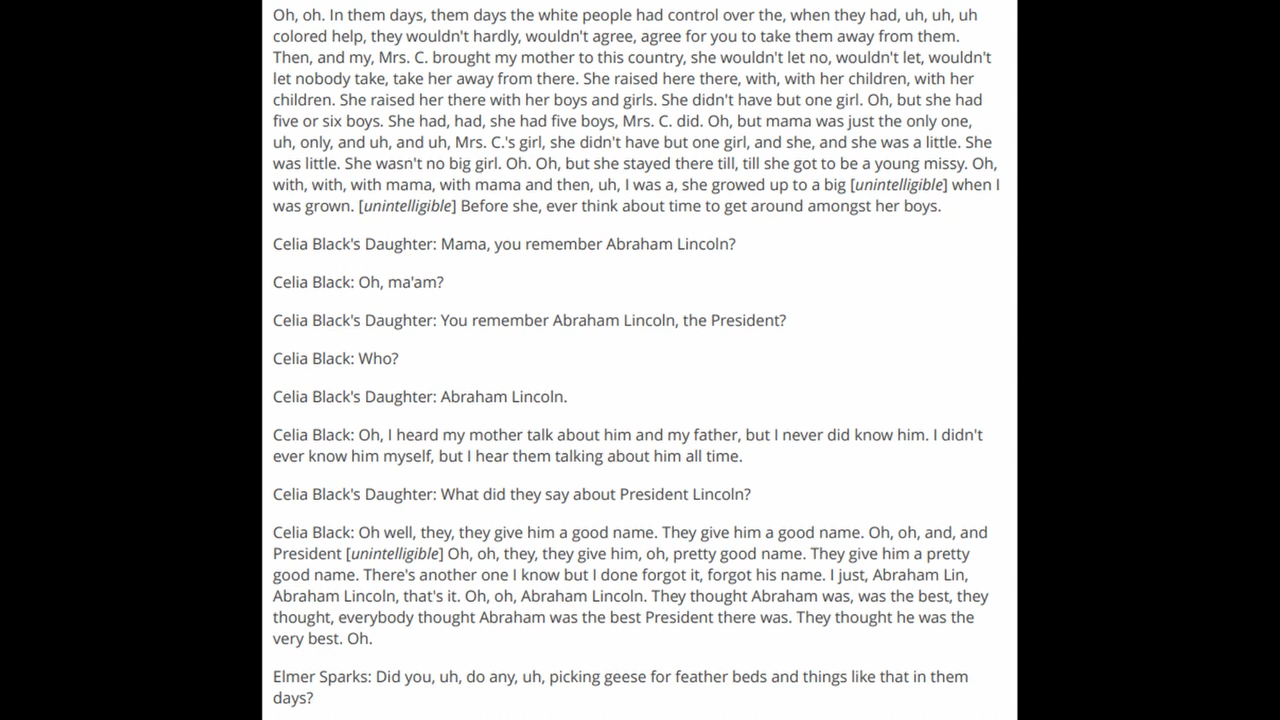 Oh, oh. In them days, them days the white people had control over the, when they had, uh, uh, uh
colored help, they wouldn't hardly, wouldn't agree, agree for you to take them away from them.
Then, and my, Mrs. C. brought my mother to this country, she wouldn't let no, wouldn't let, wouldn't
let nobody take, take her away from there. She raised here there, with, with her children, with her
children. She raised her there with her boys and girls. She didn't have but one girl. Oh, but she had
five or six boys. She had, had, she had five boys, Mrs. C. did. Oh, but mama was just the only one,
uh, only, and uh, and uh, Mrs. C.'s girl, she didn't have but one girl, and she, and she was a little. She
was little. She wasn't no big girl. Oh. Oh, but she stayed there till, till she got to be a young missy. Oh,
with, with, with mama, with mama and then, uh, I was a, she growed up to a big [unintelligible] when I
was grown. [unintelligible] Before she, ever think about time to get around amongst her boys.
Celia Black's Daughter: Mama, you remember Abraham Lincoln?
Celia Black: Oh, ma'am?
Celia Black's Daughter: You remember Abraham Lincoln, the President?
Celia Black: Who?
Celia Black's Daughter: Abraham Lincoln.
Celia Black: Oh, I heard my mother talk about him and my father, but I never did know him. I didn't
ever know him myself, but I hear them talking about him all time.
Celia Black's Daughter: What did they say about President Lincoln?
Celia Black: Oh well, they, they give him a good name. They give him a good name. Oh, oh, and, and
President [unintelligible] Oh, oh, they, they give him, oh, pretty good name. They give him a pretty
good name. There's another one I know but I done forgot it, forgot his name. I just, Abraham Lin,
Abraham Lincoln, that's it. Oh, oh, Abraham Lincoln. They thought Abraham was, was the best, they
thought, everybody thought Abraham was the best President there was. They thought he was the
very best. Oh.
Elmer Sparks: Did you, uh, do any, uh, picking geese for feather beds and things like that in them
days?